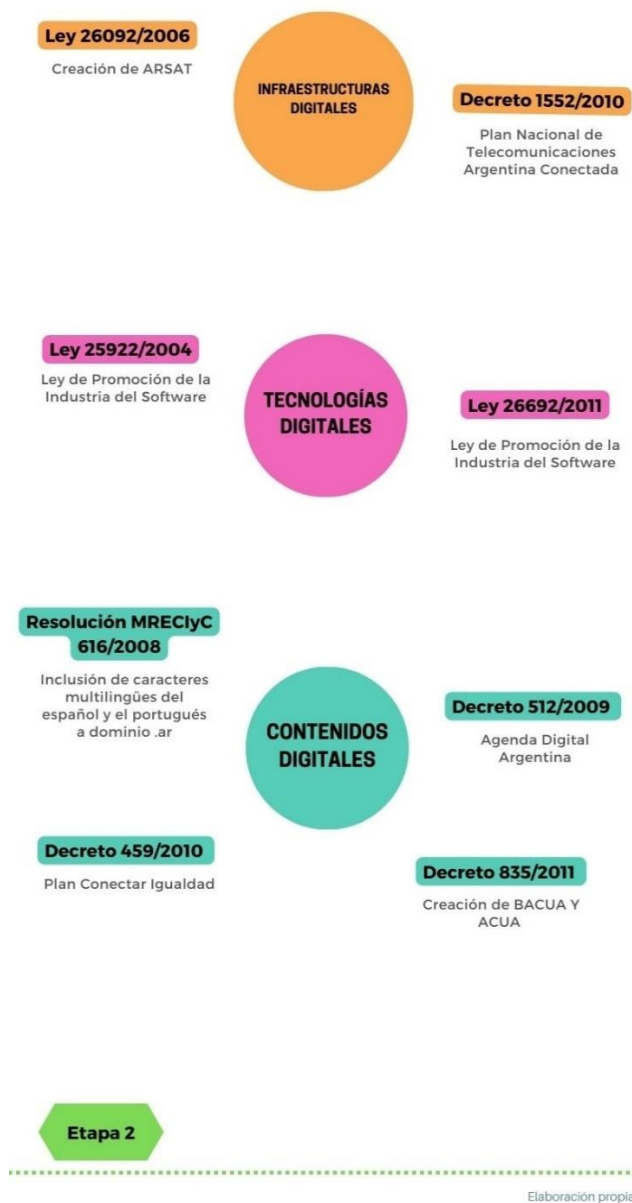 Ley 26092/2006
Creación de ARSAT
INFRAESTRUCTURAS
DIGITALES
Decreto 1552/2010
Plan Nacional de
Telecomunicaciones
Argentina Conectada
Ley 25922/2004
Ley de Promoción de la
Industria del Software
TECNOLOGÍAS
DIGITALES
Ley 26692/2011
Ley de Promoción de la
Industria del Software
Resolución MRECIyC
616/2008
Inclusión de caracteres
multilingües del
español y el portugués
a dominio .ar
CONTENIDOS
DIGITALES
Decreto 512/2009
Agenda Digital
Argentina
Decreto 459/2010
Plan Conectar Igualdad
Decreto 835/2011
Creación de BACUA Y
ACUA
Etapa 2
Elaboración propia